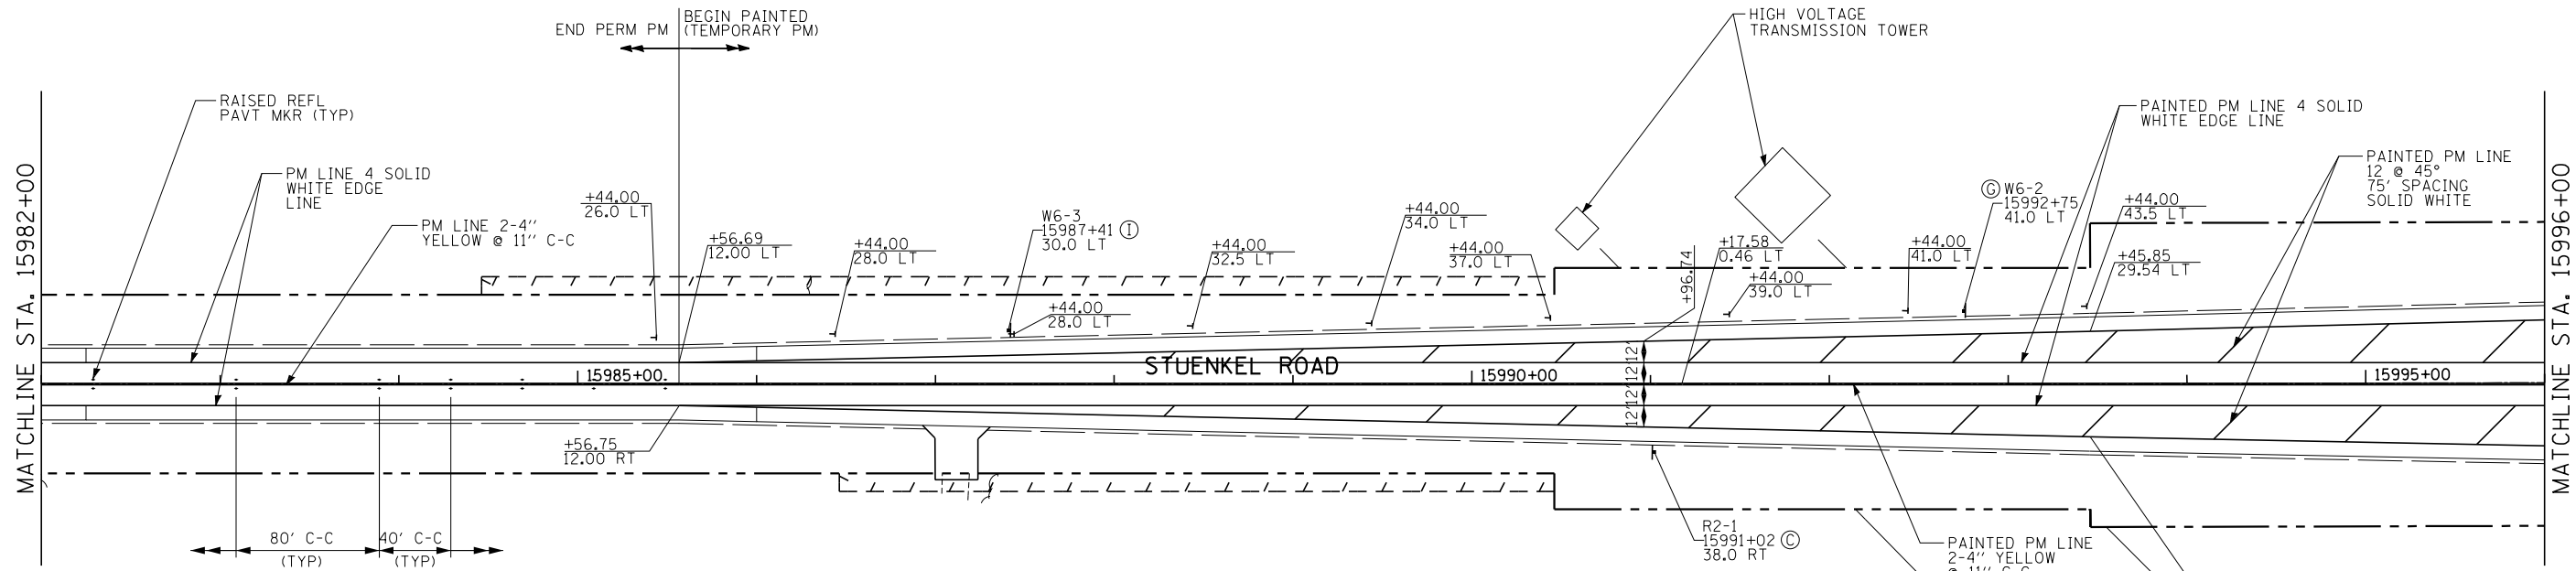 BEGIN PAINTED
END PERM PM
(TEMPORARY PM)
HIGH VOLTAGE
TRANSMISSION TOWER
RAISED REFL
PAVT MKR (TYP)
PAINTED PM LINE 4 SOLID
WHITE EDGE LINE
PM LINE 4 SOLID
WHITE EDGE
LINE
PAINTED PM LINE
12 @ 45°
75' SPACING
SOLID WHITE
MATCHLINE STA. 15982+00
MATCHLINE STA. 15996+00
PM LINE 2-4''
YELLOW @ 11'' C-C
+44.00
26.0 LT
+56.69
12.00 LT
+44.00
28.0 LT
W6-3
15987+41 Ⓘ
30.0 LT
+44.00
28.0 LT
+44.00
32.5 LT
+44.00
34.0 LT
+44.00
37.0 LT
+96.74
+17.58
0.46 LT
+44.00
39.0 LT
+44.00
41.0 LT
Ⓖ W6-2
15992+75
41.0 LT
+44.00
43.5 LT
+45.85
29.54 LT
STUENKEL ROAD
15985+00
15990+00
15995+00
12'
12'
12'
12'
+56.75
12.00 RT
80' C-C
(TYP)
40' C-C
(TYP)
R2-1
15991+02 Ⓒ
38.0 RT
PAINTED PM LINE
2-4'' YELLOW
@ 11'' C-C